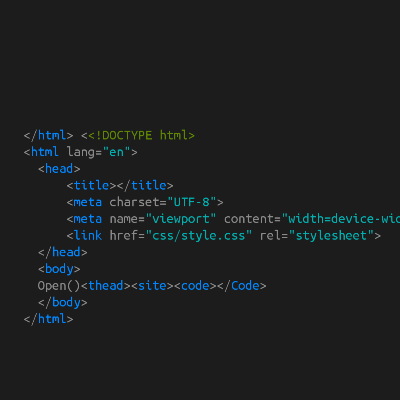 </html> <<!DOCTYPE html>
<html lang="en">
<head>
<title></title>
<meta charset="UTF-8">
<meta name="viewport" content="width=device-wid
<link href="css/style.css" rel="stylesheet">
</head>
<body>
Open()<thead><site><code></Code>
</body>
</html>